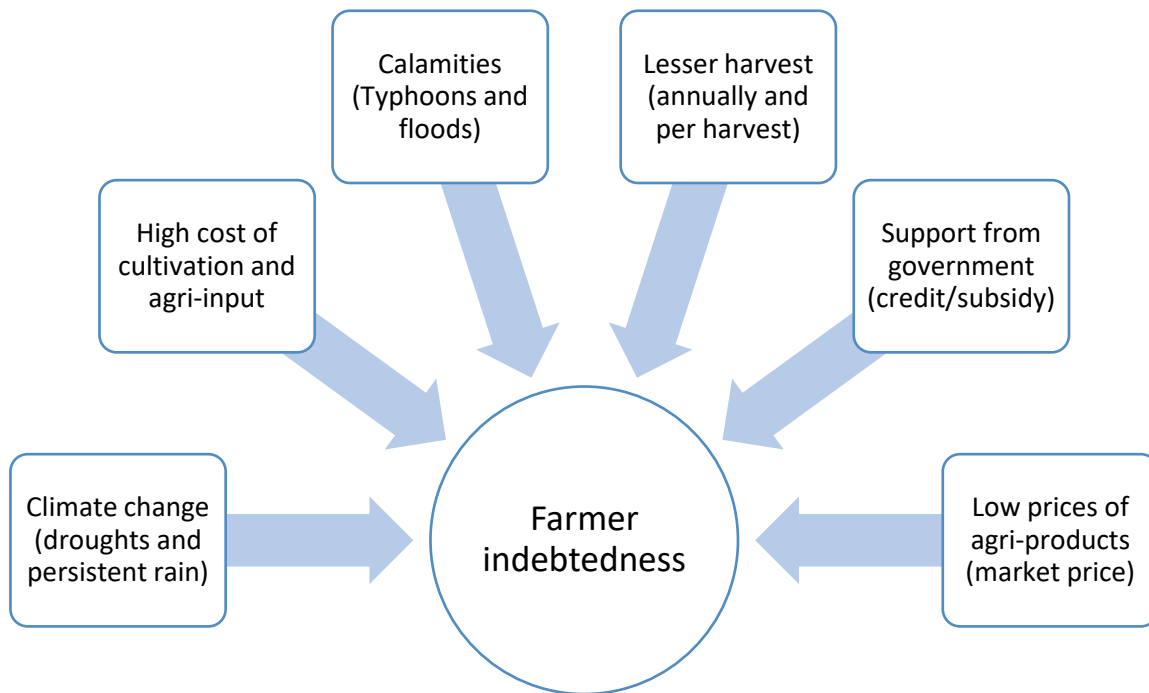 Calamities
(Typhoons and
floods)
Lesser harvest
(annually and
per harvest)
High cost of
cultivation and
agri-input
Support from
government
(credit/subsidy)
Climate change
(droughts and
persistent rain)
Farmer
indebtedness
Low prices of
agri-products
(market price)